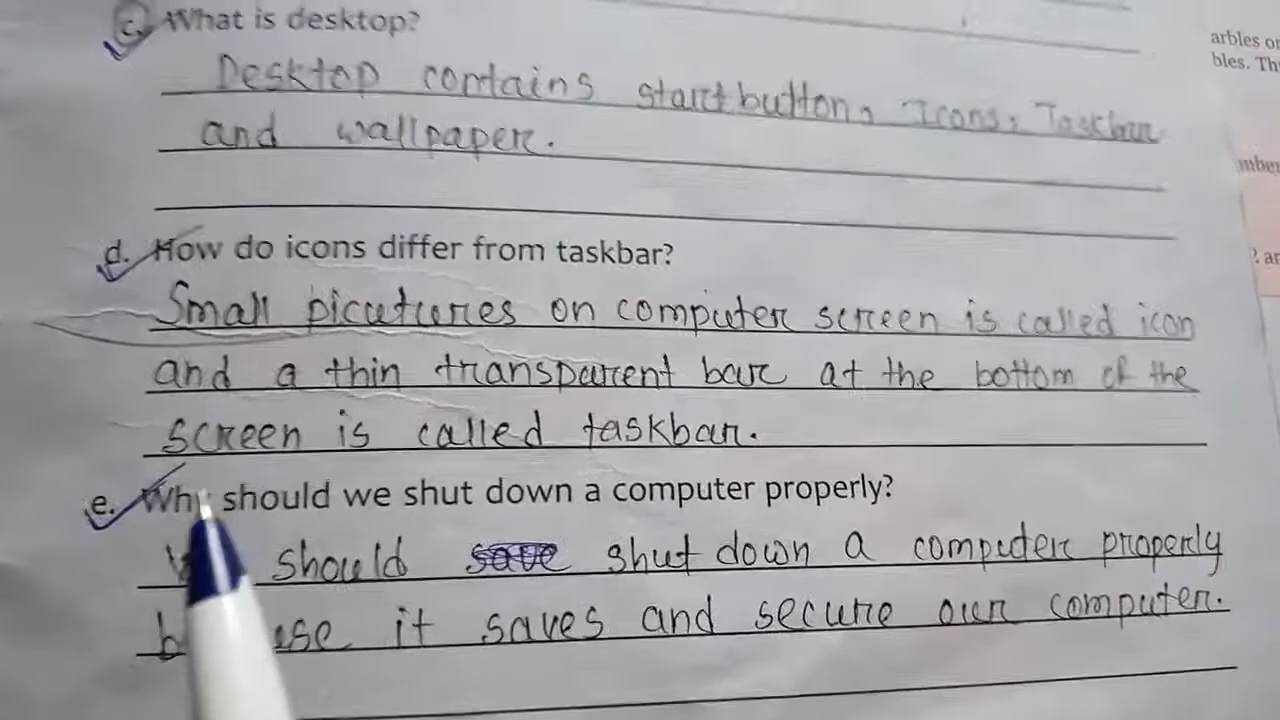 c. What is desktop?
Desktop contains start button, Icons, Taskbar
and wallpaper.
d. How do icons differ from taskbar?
Small picutures on computer screen is called icon
and a thin transparent bar at the bottom of the
screen is called taskbar.
e. Why should we shut down a computer properly?
should save shut down a computer properly
it saves and secure our computer.
arbles or
bles. Th
mber
? ar